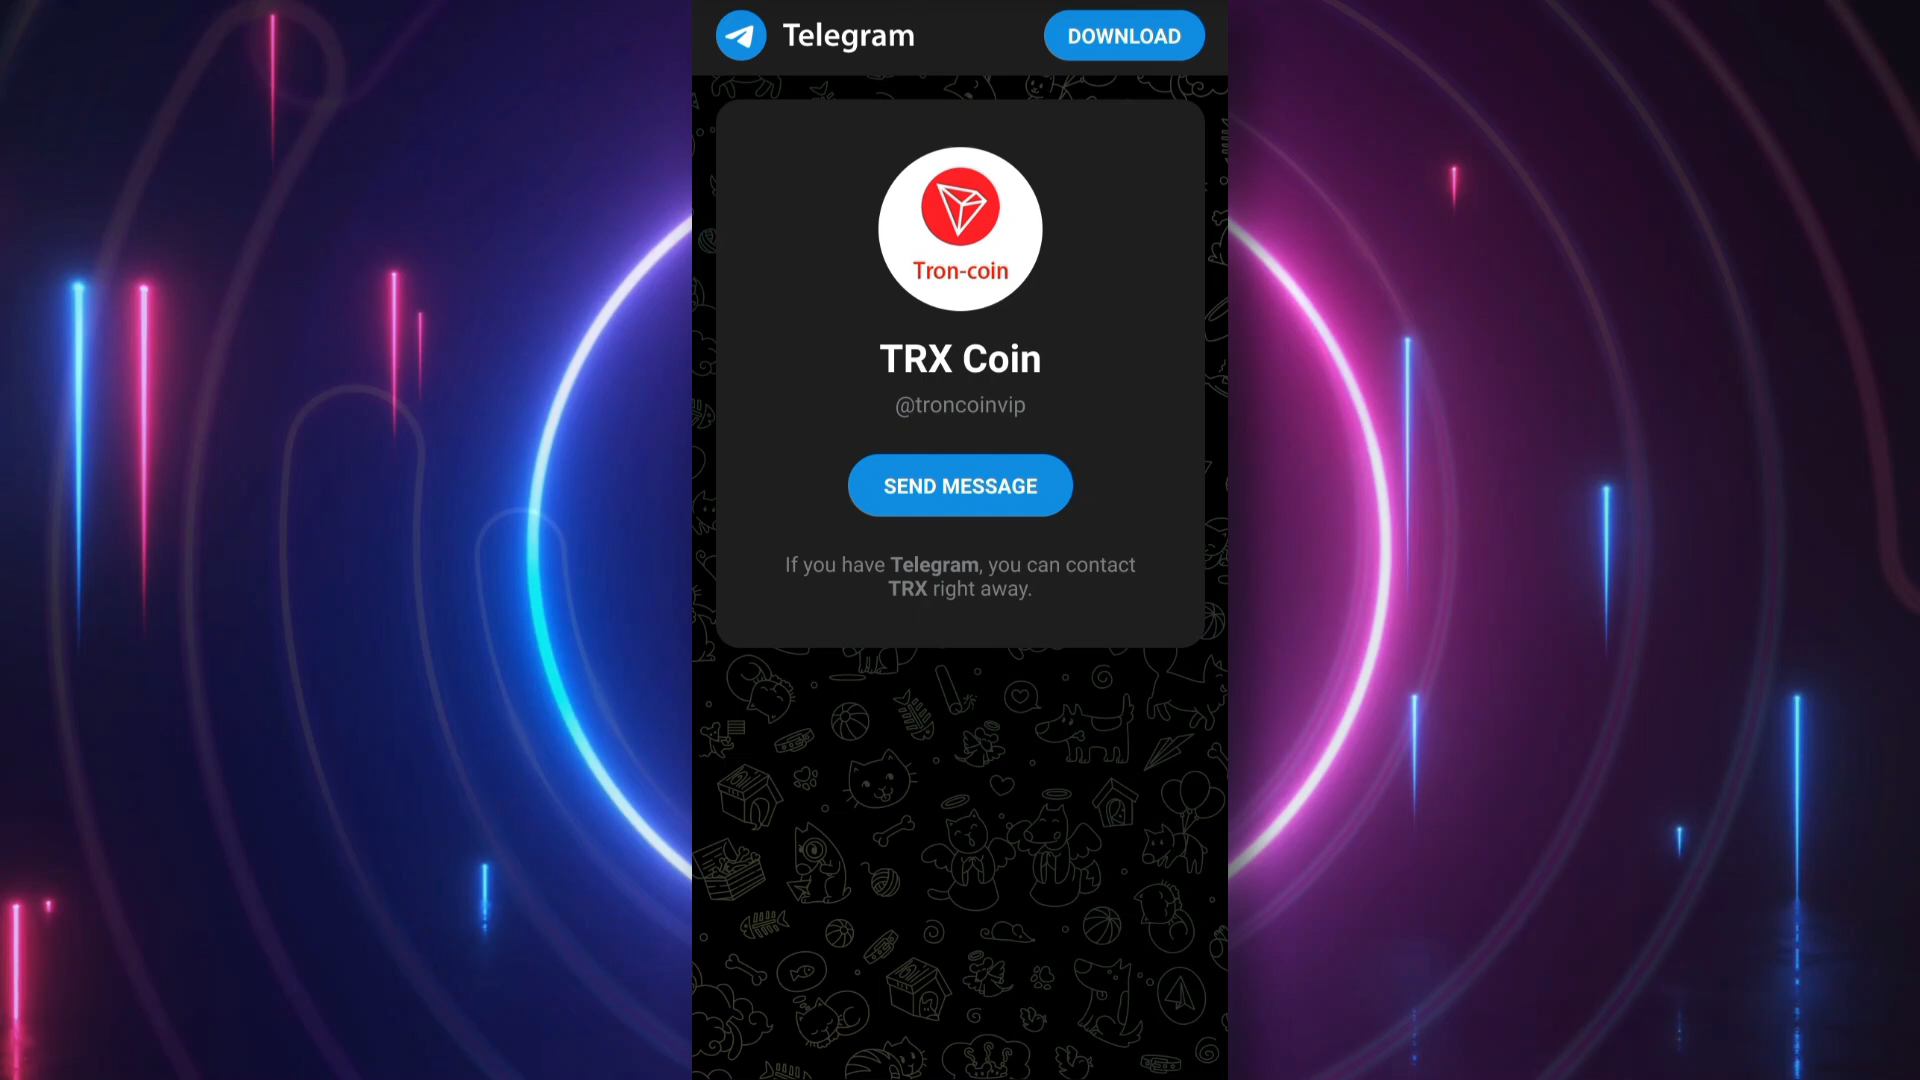 Telegram
DOWNLOAD
Tron-coin
TRX Coin
@troncoinvip
SEND MESSAGE
If you have Telegram, you can contact
TRX right away.